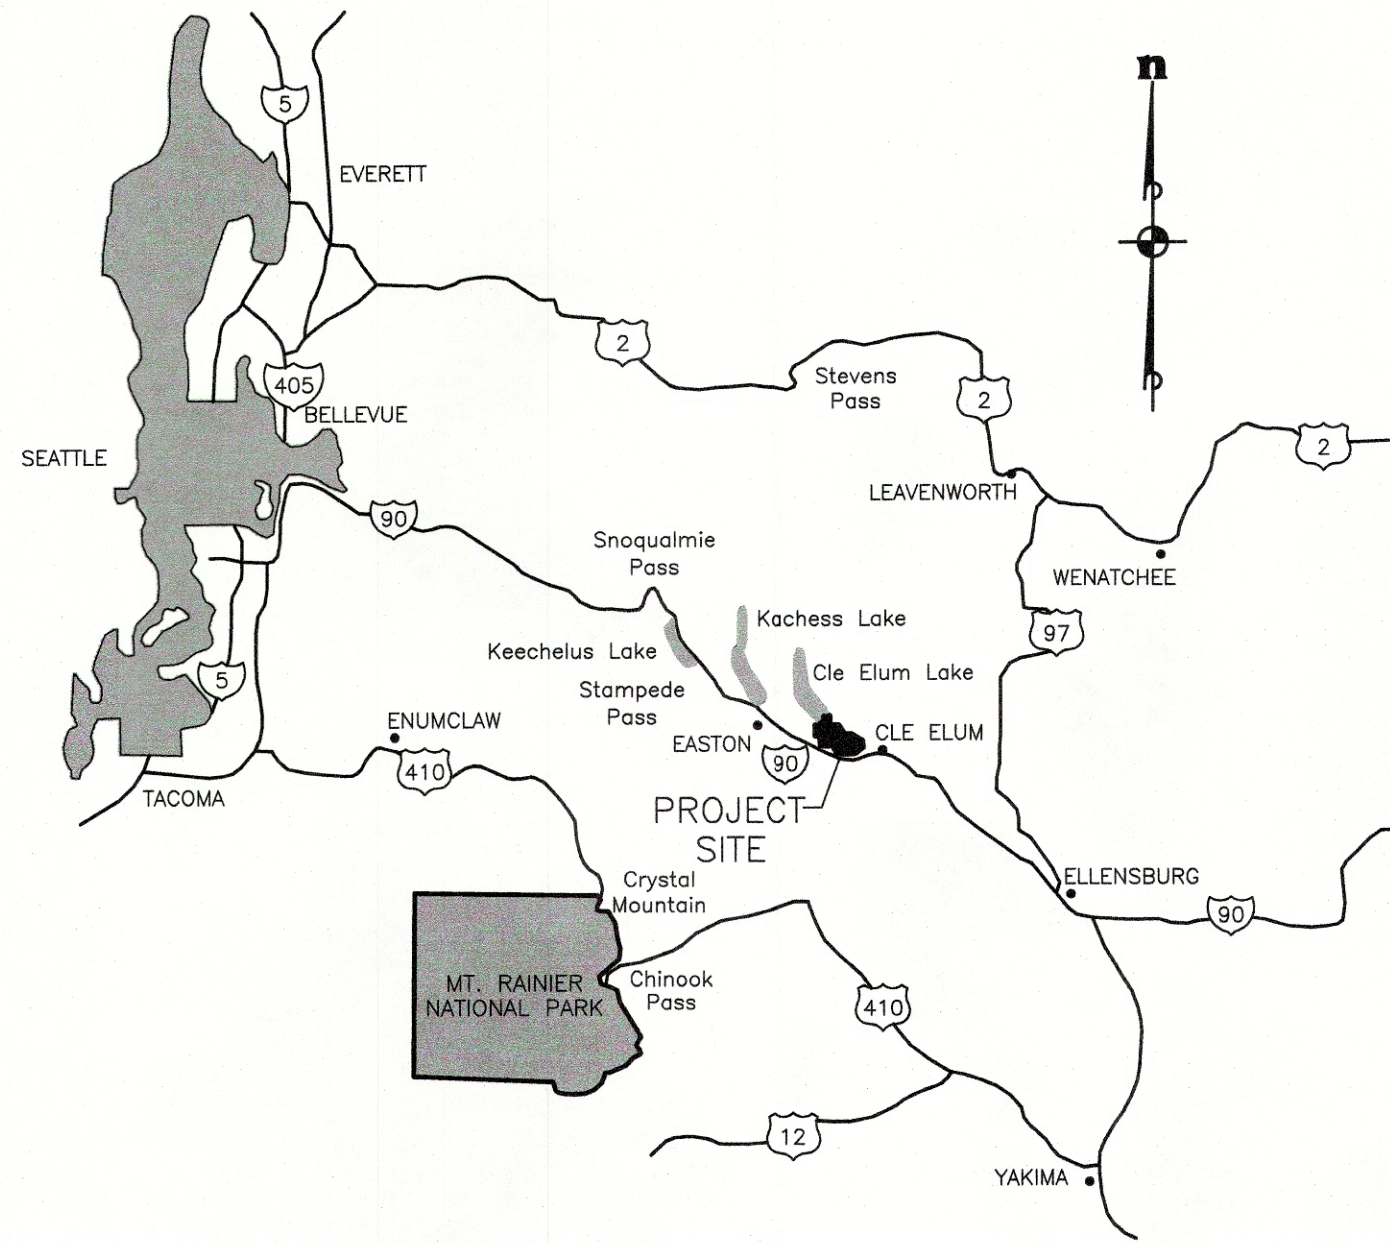 n
5
EVERETT
2
Stevens
Pass
2
405
BELLEVUE
SEATTLE
2
LEAVENWORTH
90
Snoqualmie
Pass
WENATCHEE
Kachess Lake
97
Keechelus Lake
Cle Elum Lake
5
Stampede
Pass
ENUMCLAW
EASTON
CLE ELUM
90
410
TACOMA
PROJECT
SITE
Crystal
Mountain
ELLENSBURG
90
MT. RAINIER
NATIONAL PARK
Chinook
Pass
410
12
YAKIMA